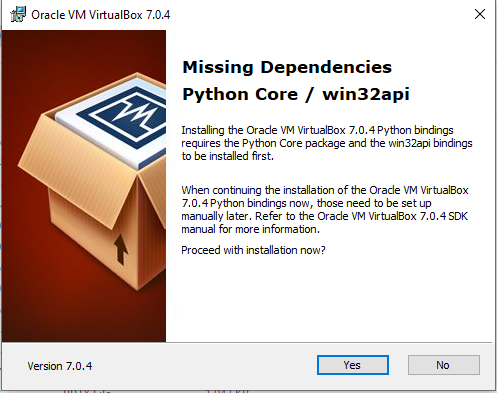 Oracle VM VirtualBox 7.0.4
Missing Dependencies
Python Core / win32api
Installing the Oracle VM VirtualBox 7.0.4 Python bindings
requires the Python Core package and the win32api bindings
to be installed first.
When continuing the installation of the Oracle VM VirtualBox
7.0.4 Python bindings now, those need to be set up
manually later. Refer to the Oracle VM VirtualBox 7.0.4 SDK
manual for more information.
Proceed with installation now?
Version 7.0.4
Yes
No